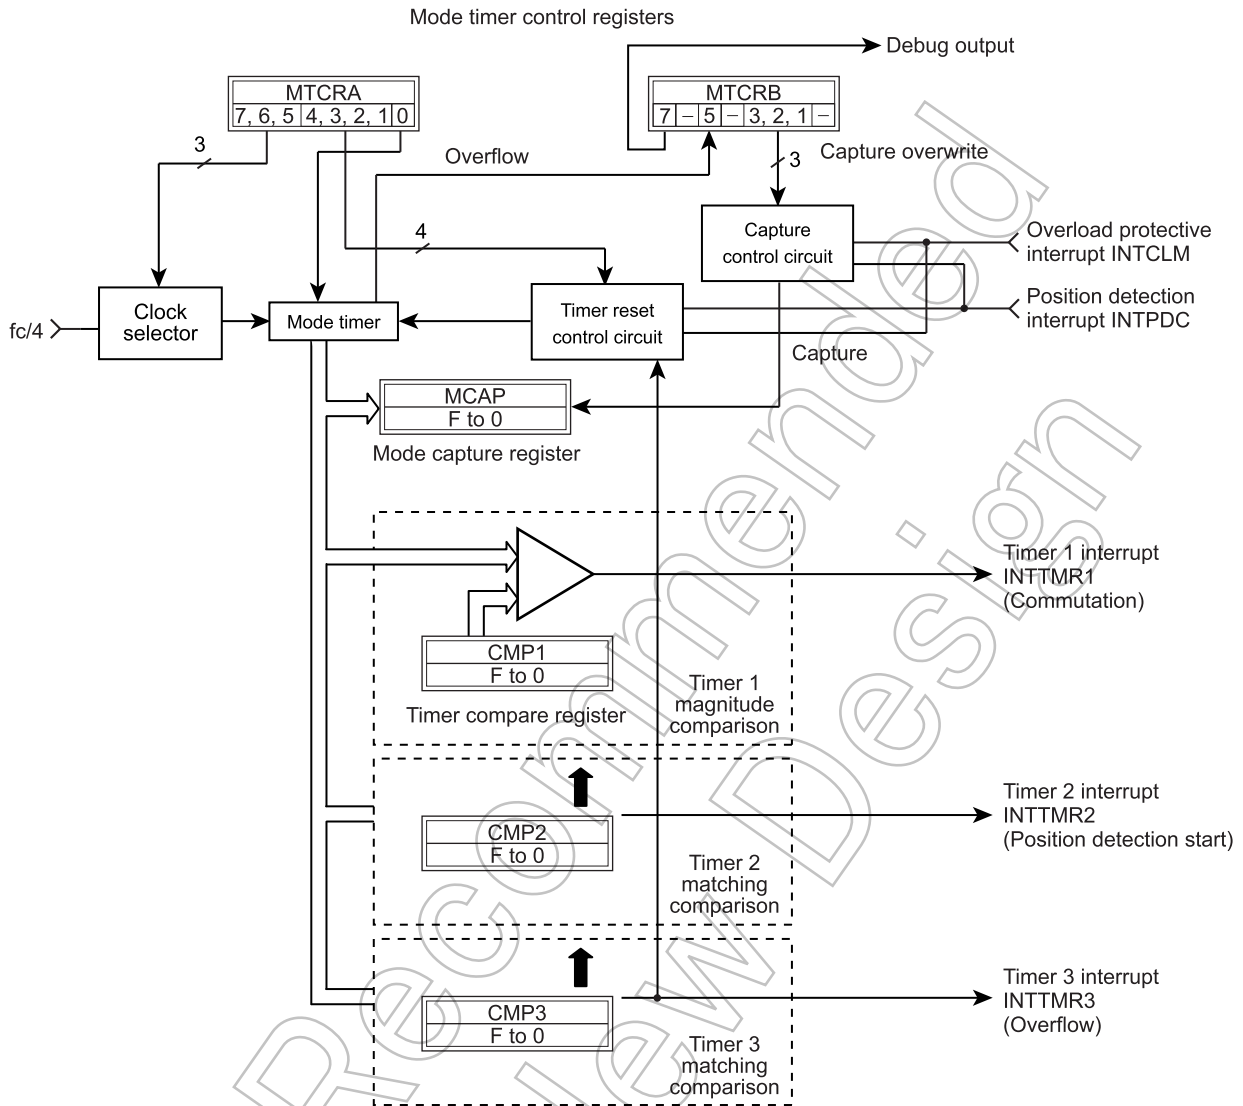 Mode timer control registers
Debug output
MTCRA
7, 6, 5 4, 3, 2, 1 0
MTCRB
7 – 5 – 3, 2, 1 –
3
Overflow
3
Capture overwrite
4
Capture
control circuit
Overload protective
interrupt INTCLM
Position detection
interrupt INTPDC
fc/4
Clock
selector
Mode timer
Timer reset
control circuit
Capture
MCAP
F to 0
Mode capture register
Timer 1 interrupt
INTTMR1
(Commutation)
CMP1
F to 0
Timer compare register
Timer 1
magnitude
comparison
Timer 2 interrupt
INTTMR2
(Position detection start)
CMP2
F to 0
Timer 2
matching
comparison
Timer 3 interrupt
INTTMR3
(Overflow)
CMP3
F to 0
Timer 3
matching
comparison
Recommended
ew Design